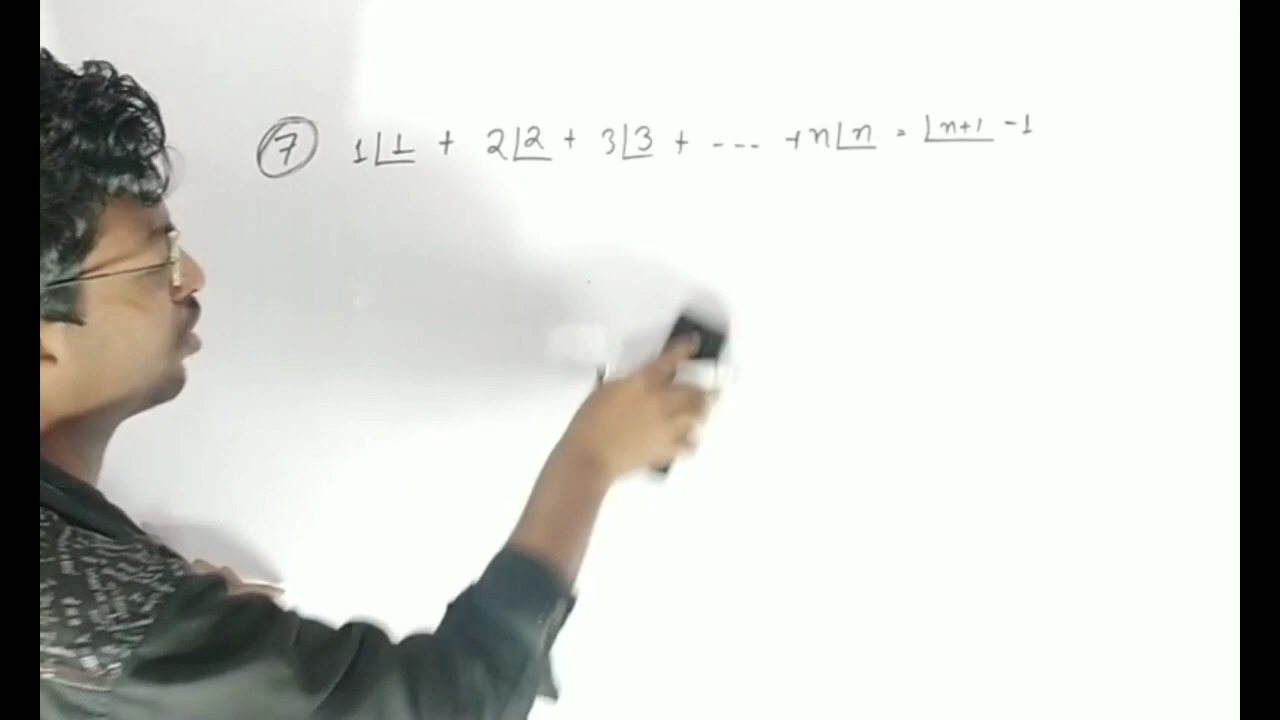 ⑦ 1⌊1 + 2⌊2 + 3⌊3 + --- + n⌊n = ⌊n+1 -1